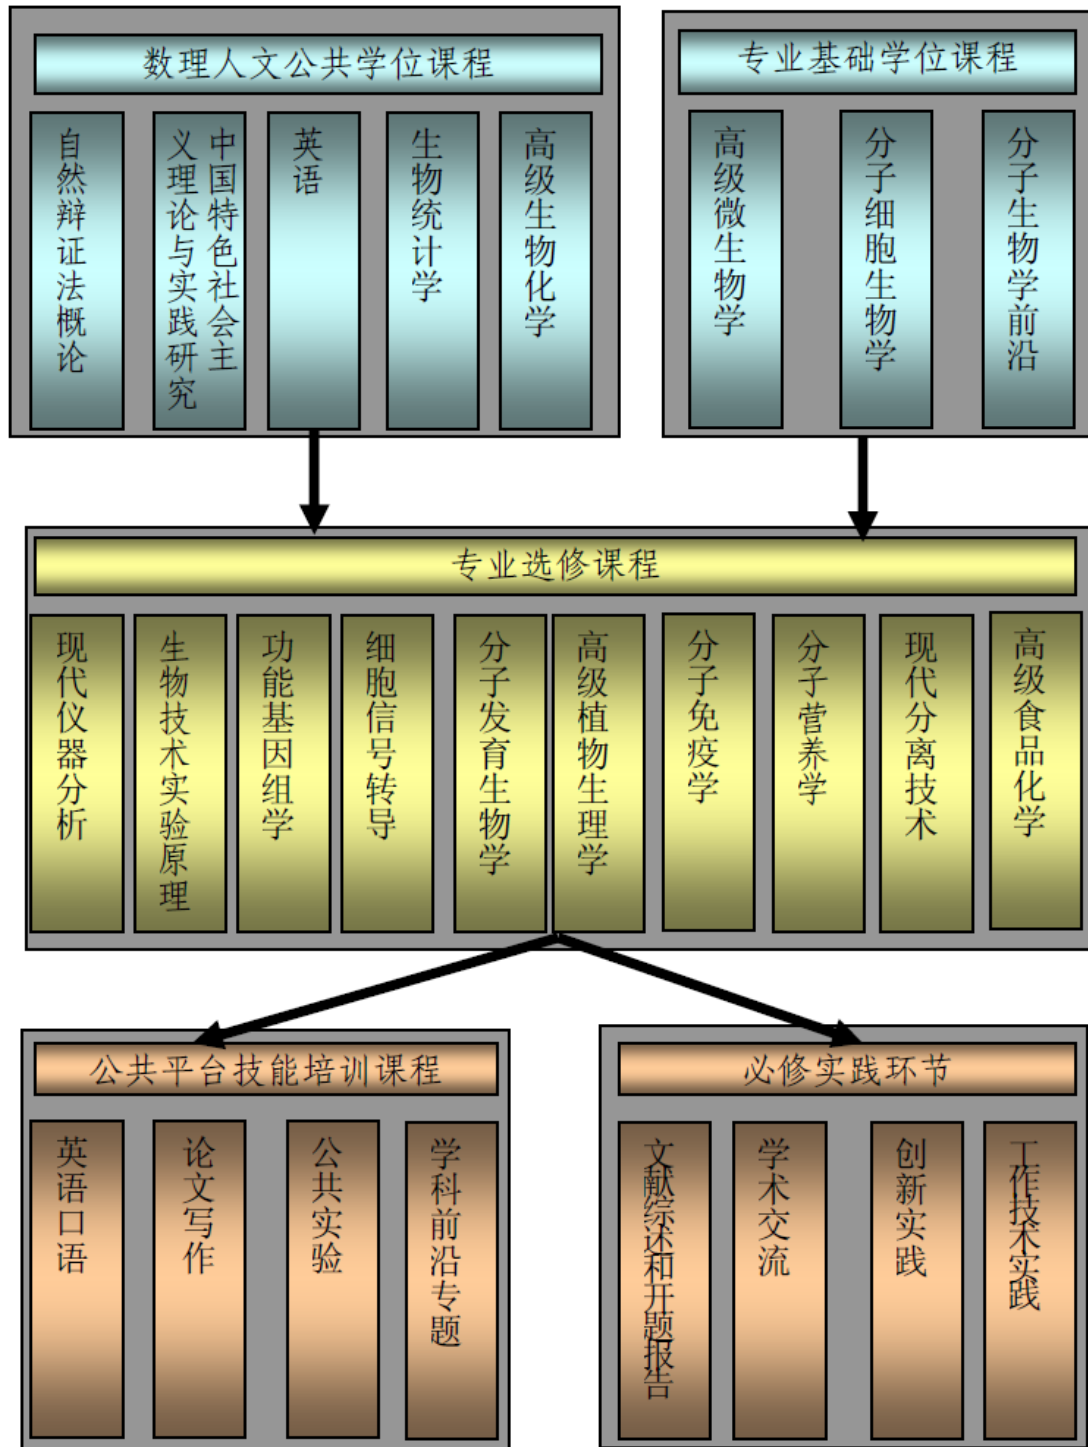 数理人文公共学位课程
自然辩证法概论
中国特色社会主
义理论与实践研究
英语
生物统计学
高级生物化学
专业基础学位课程
高级微生物学
分子细胞生物学
分子生物学前沿
专业选修课程
现代仪器分析
生物技术实验原理
功能基因组学
细胞信号转导
分子发育生物学
高级植物生理学
分子免疫学
分子营养学
现代分离技术
高级食品化学
公共平台技能培训课程
英语口语
论文写作
公共实验
学科前沿专题
必修实践环节
文献综述和开题报告
学术交流
创新实践
工作技术实践